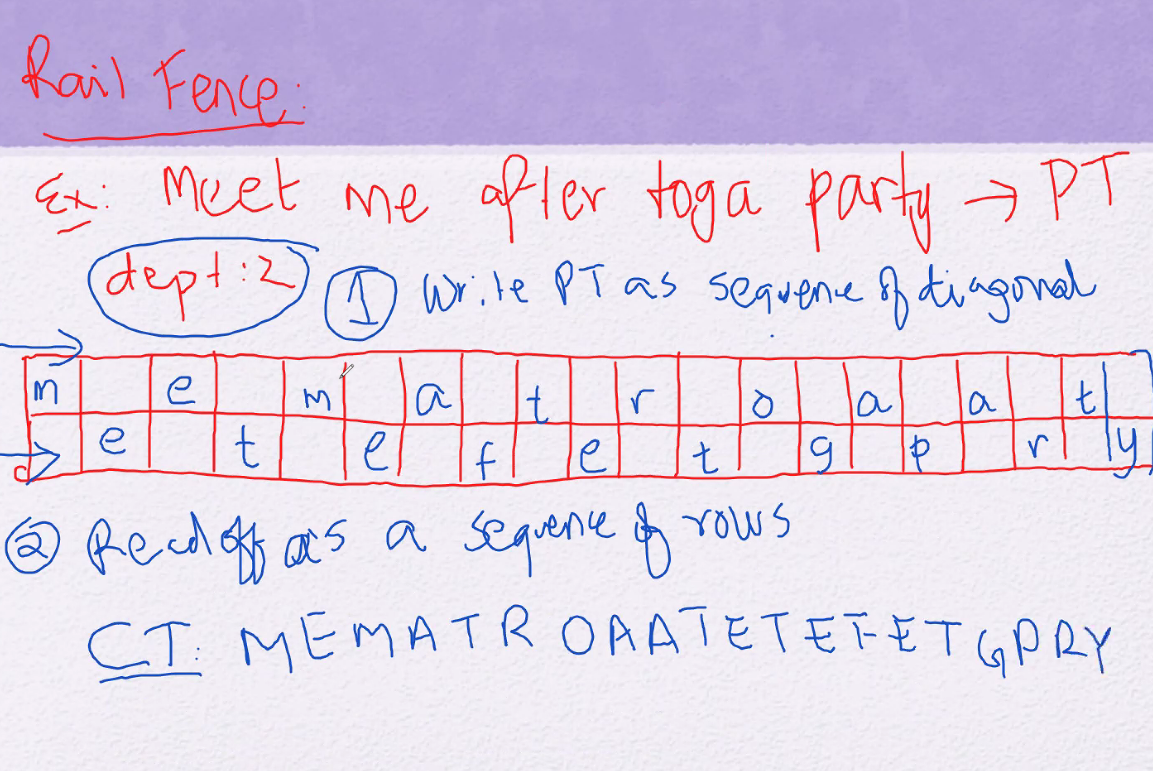 Rail Fence:
Ex: Meet me after toga party → PT
dept:2 1 Write PT as sequence of diagonal
m e m a t r o a a t
e t e f e t g p r y
2 Read off as a sequence of rows
CT: MEMATROAATETEFETGPRY